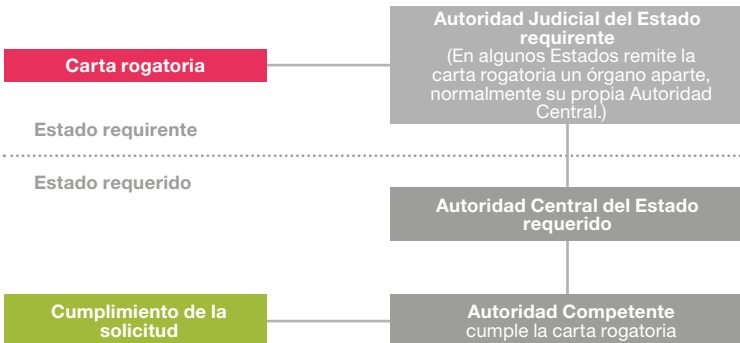 Carta rogatoria
Autoridad Judicial del Estado
requirente
(En algunos Estados remite la
carta rogatoria un órgano aparte,
normalmente su propia Autoridad
Central.)
Estado requirente
Estado requerido
Autoridad Central del Estado
requerido
Autoridad Competente
cumple la carta rogatoria
Cumplimiento de la
solicitud